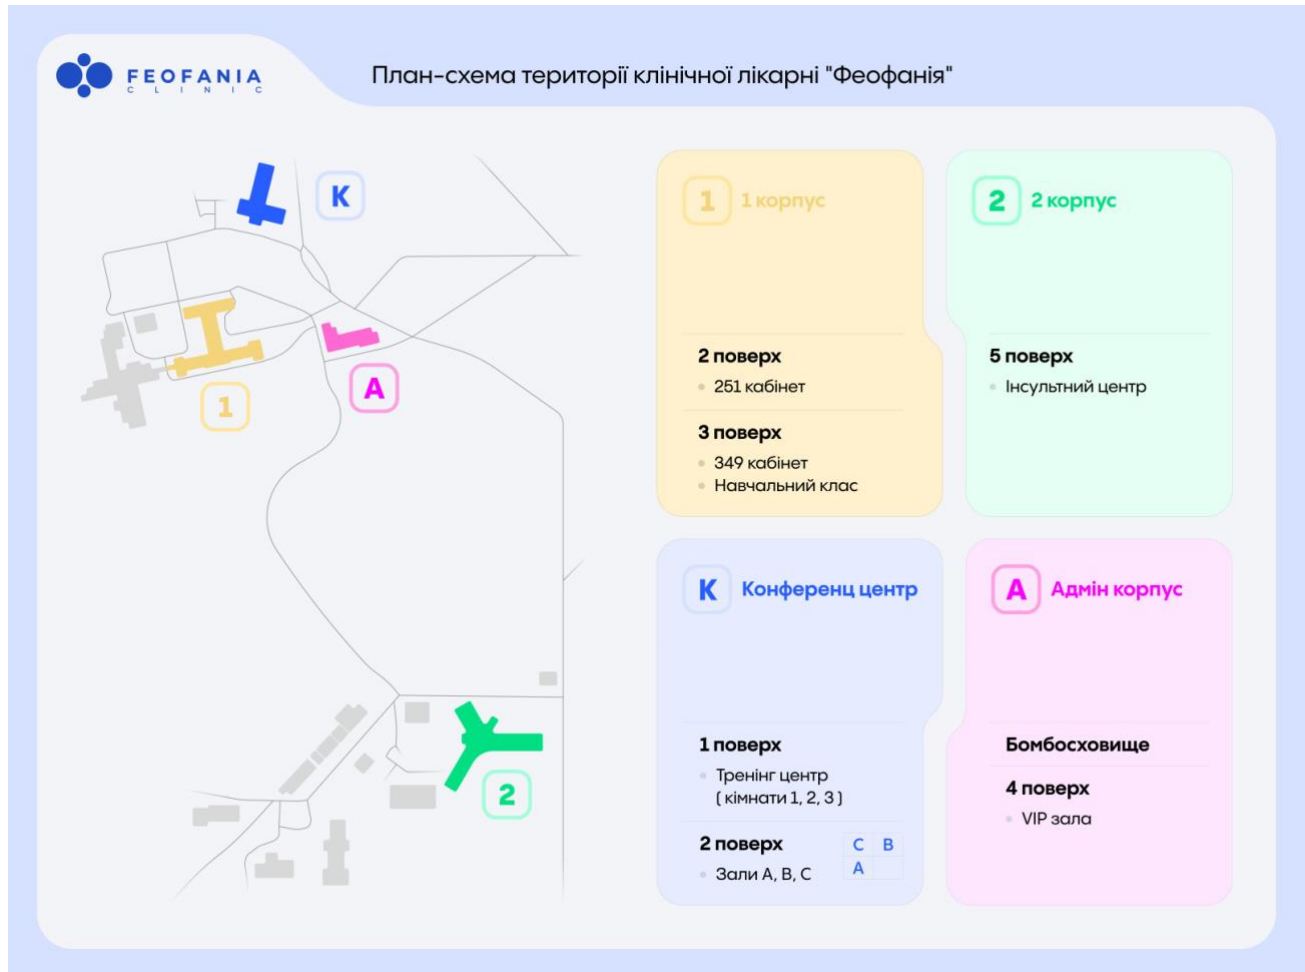 FEOFANIA
CLINIC
План-схема території клінічної лікарні "Феофанія"
K
1
A
2
1 1 корпус
2 поверх
251 кабінет
3 поверх
349 кабінет
Навчальний клас
2 2 корпус
5 поверх
Інсультний центр
К Конференц центр
1 поверх
Тренінг центр
( кімнати 1, 2, 3 )
2 поверх
Зали A, B, C
C B
A
А Адмін корпус
Бомбосховище
4 поверх
VIP зала